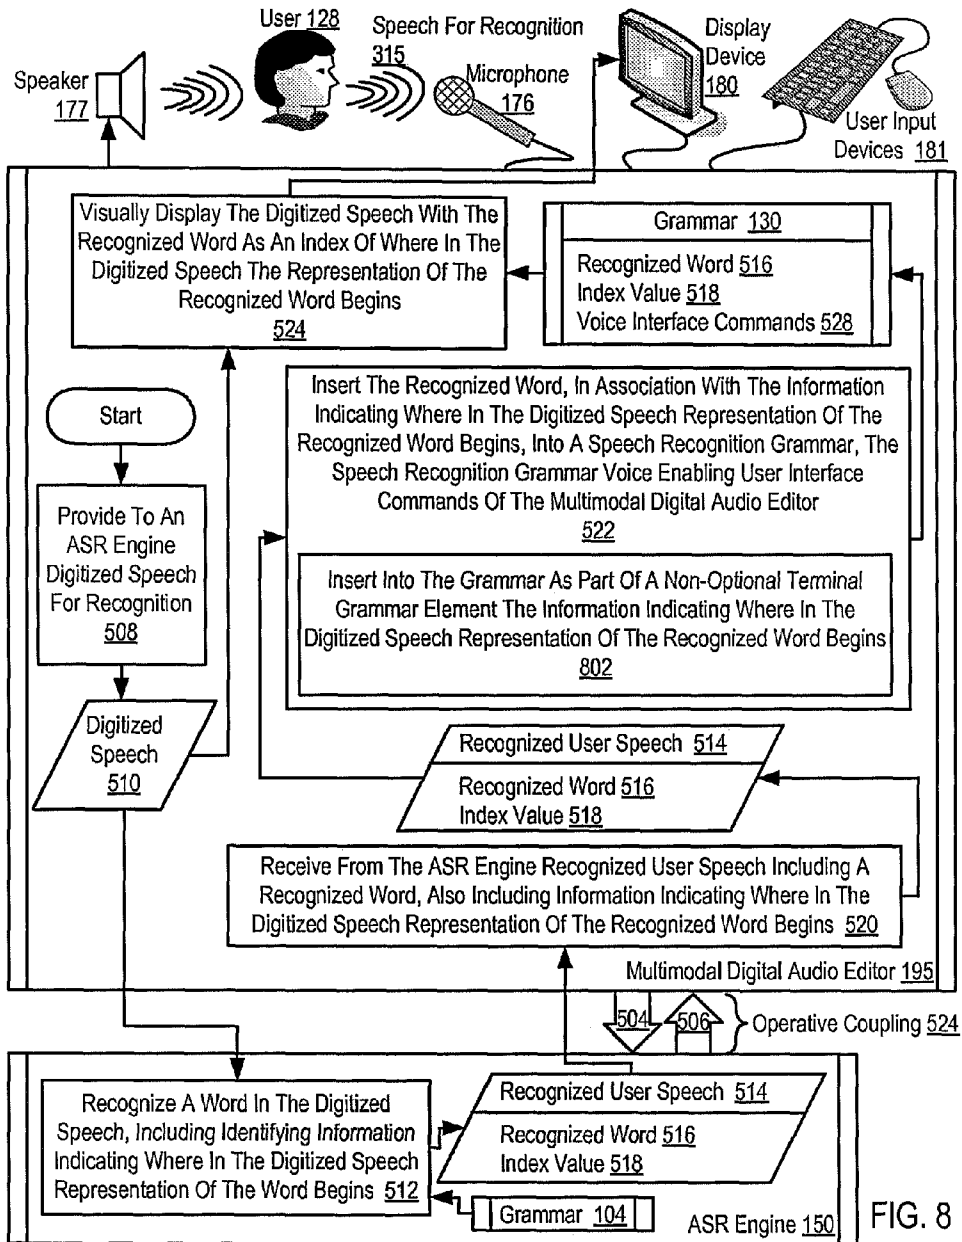 User 128
Speech For Recognition
315
Display
Device
180
Speaker
177
Microphone
176
User Input
Devices 181
Visually Display The Digitized Speech With The
Recognized Word As An Index Of Where In The
Digitized Speech The Representation Of The
Recognized Word Begins
524
Grammar 130
Recognized Word 516
Index Value 518
Voice Interface Commands 528
Start
Provide To An
ASR Engine
Digitized Speech
For Recognition
508
Digitized
Speech
510
Insert The Recognized Word, In Association With The Information
Indicating Where In The Digitized Speech Representation Of The
Recognized Word Begins, Into A Speech Recognition Grammar, The
Speech Recognition Grammar Voice Enabling User Interface
Commands Of The Multimodal Digital Audio Editor
522
Insert Into The Grammar As Part Of A Non-Optional Terminal
Grammar Element The Information Indicating Where In The
Digitized Speech Representation Of The Recognized Word Begins
802
Recognized User Speech 514
Recognized Word 516
Index Value 518
Receive From The ASR Engine Recognized User Speech Including A
Recognized Word, Also Including Information Indicating Where In The
Digitized Speech Representation Of The Recognized Word Begins 520
Multimodal Digital Audio Editor 195
504
506
Operative Coupling 524
Recognize A Word In The Digitized
Speech, Including Identifying Information
Indicating Where In The Digitized Speech
Representation Of The Word Begins 512
Recognized User Speech 514
Recognized Word 516
Index Value 518
Grammar 104
ASR Engine 150
FIG. 8